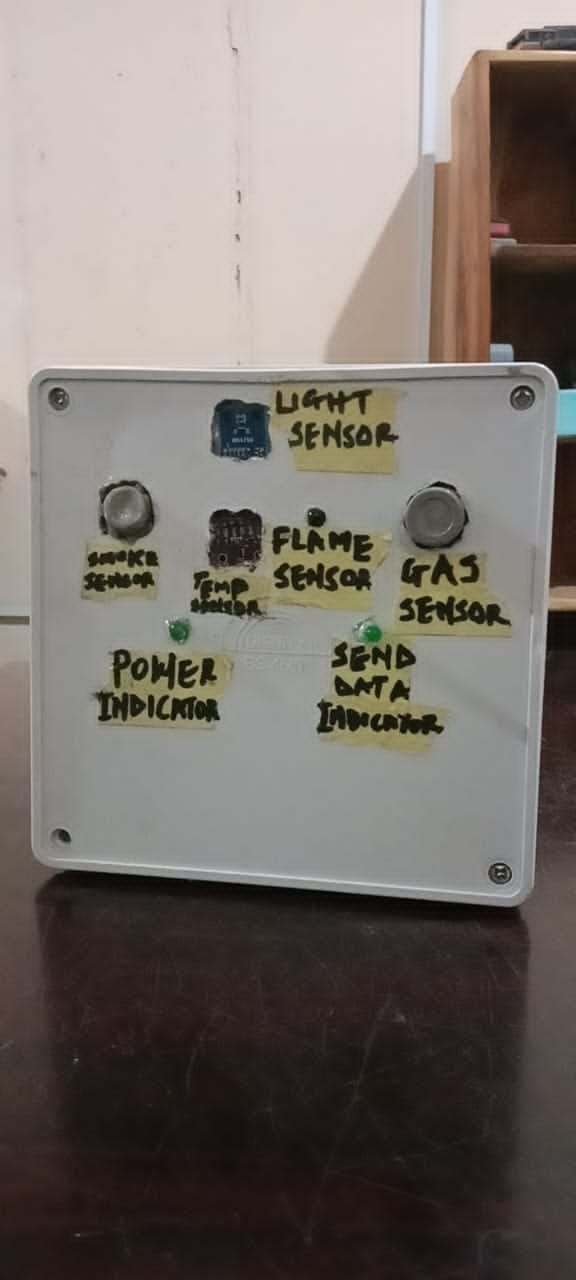 LIGHT
SENSOR
SMOKE
SENSOR
TEMP
SENSOR
FLAME
SENSOR
GAS
SENSOR
POWER
INDICATOR
SEND
DATA
INDICATOR